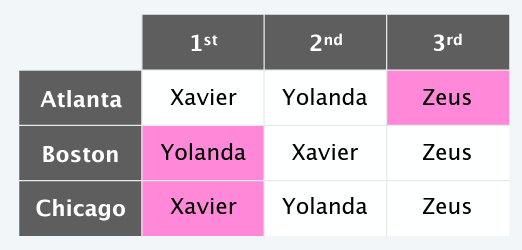 1st 2nd 3rd
Atlanta Xavier Yolanda Zeus
Boston Yolanda Xavier Zeus
Chicago Xavier Yolanda Zeus